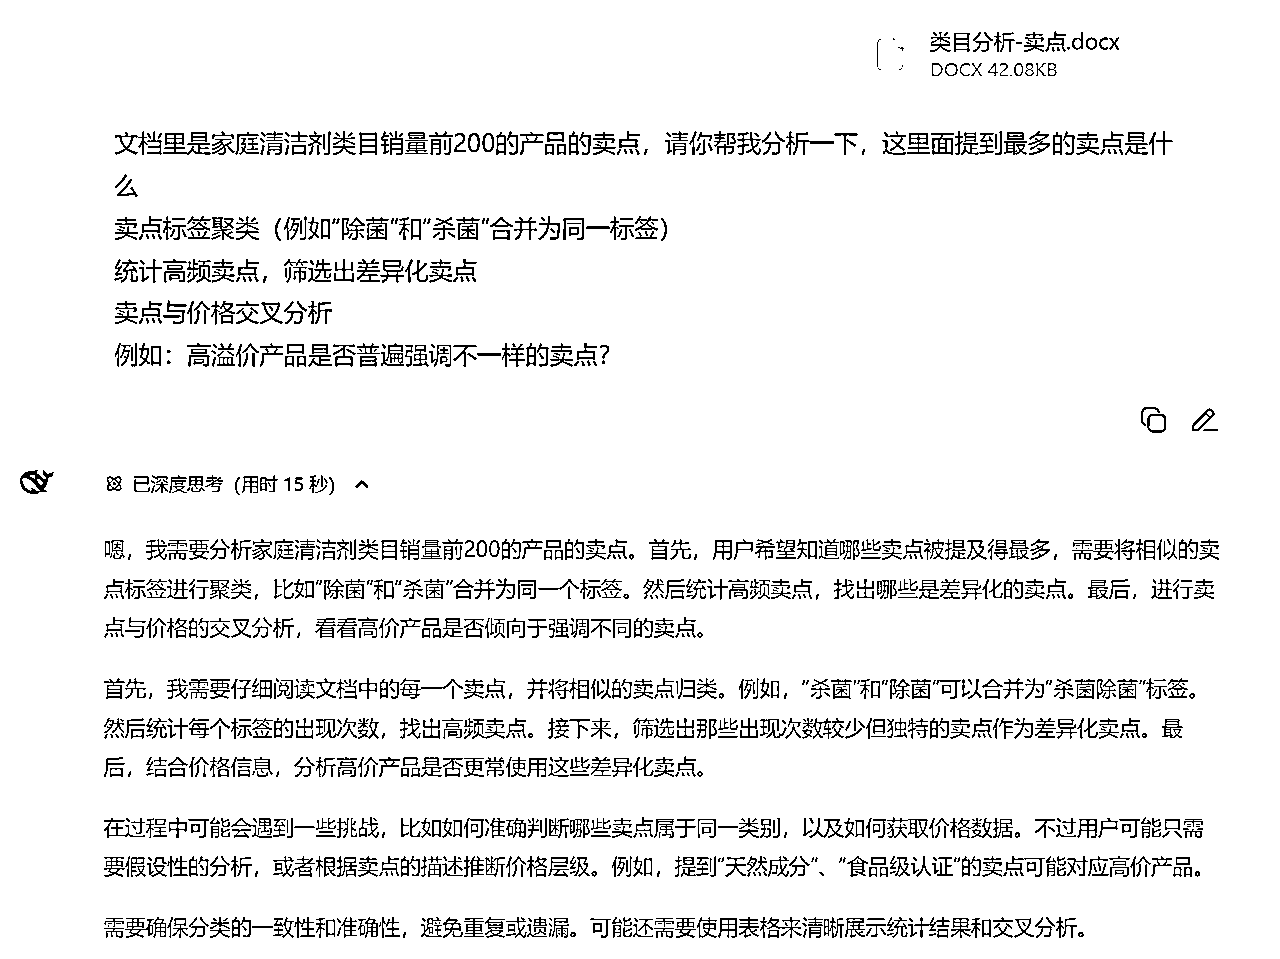 类目分析-卖点.docx
DOCX 42.08KB
文档里是家庭清洁剂类目销量前200的产品的卖点，请你帮我分析一下，这里面提到最多的卖点是什
么
卖点标签聚类（例如“除菌”和“杀菌”合并为同一标签）
统计高频卖点，筛选出差异化卖点
卖点与价格交叉分析
例如：高溢价产品是否普遍强调不一样的卖点？
已深度思考（用时 15 秒）
嗯，我需要分析家庭清洁剂类目销量前200的产品的卖点。首先，用户希望知道哪些卖点被提及得最多，需要将相似的卖
点标签进行聚类，比如“除菌”和“杀菌”合并为同一个标签。然后统计高频卖点，找出哪些是差异化的卖点。最后，进行卖
点与价格的交叉分析，看看高价产品是否倾向于强调不同的卖点。
首先，我需要仔细阅读文档中的每一个卖点，并将相似的卖点归类。例如，“杀菌”和“除菌”可以合并为“杀菌除菌”标签。
然后统计每个标签的出现次数，找出高频卖点。接下来，筛选出那些出现次数较少但独特的卖点作为差异化卖点。最
后，结合价格信息，分析高价产品是否更常使用这些差异化卖点。
在过程中可能会遇到一些挑战，比如如何准确判断哪些卖点属于同一类别，以及如何获取价格数据。不过用户可能只需
要假设性的分析，或者根据卖点的描述推断价格层级。例如，提到“天然成分”、“食品级认证”的卖点可能对应高价产品。
需要确保分类的一致性和准确性，避免重复或遗漏。可能还需要使用表格来清晰展示统计结果和交叉分析。